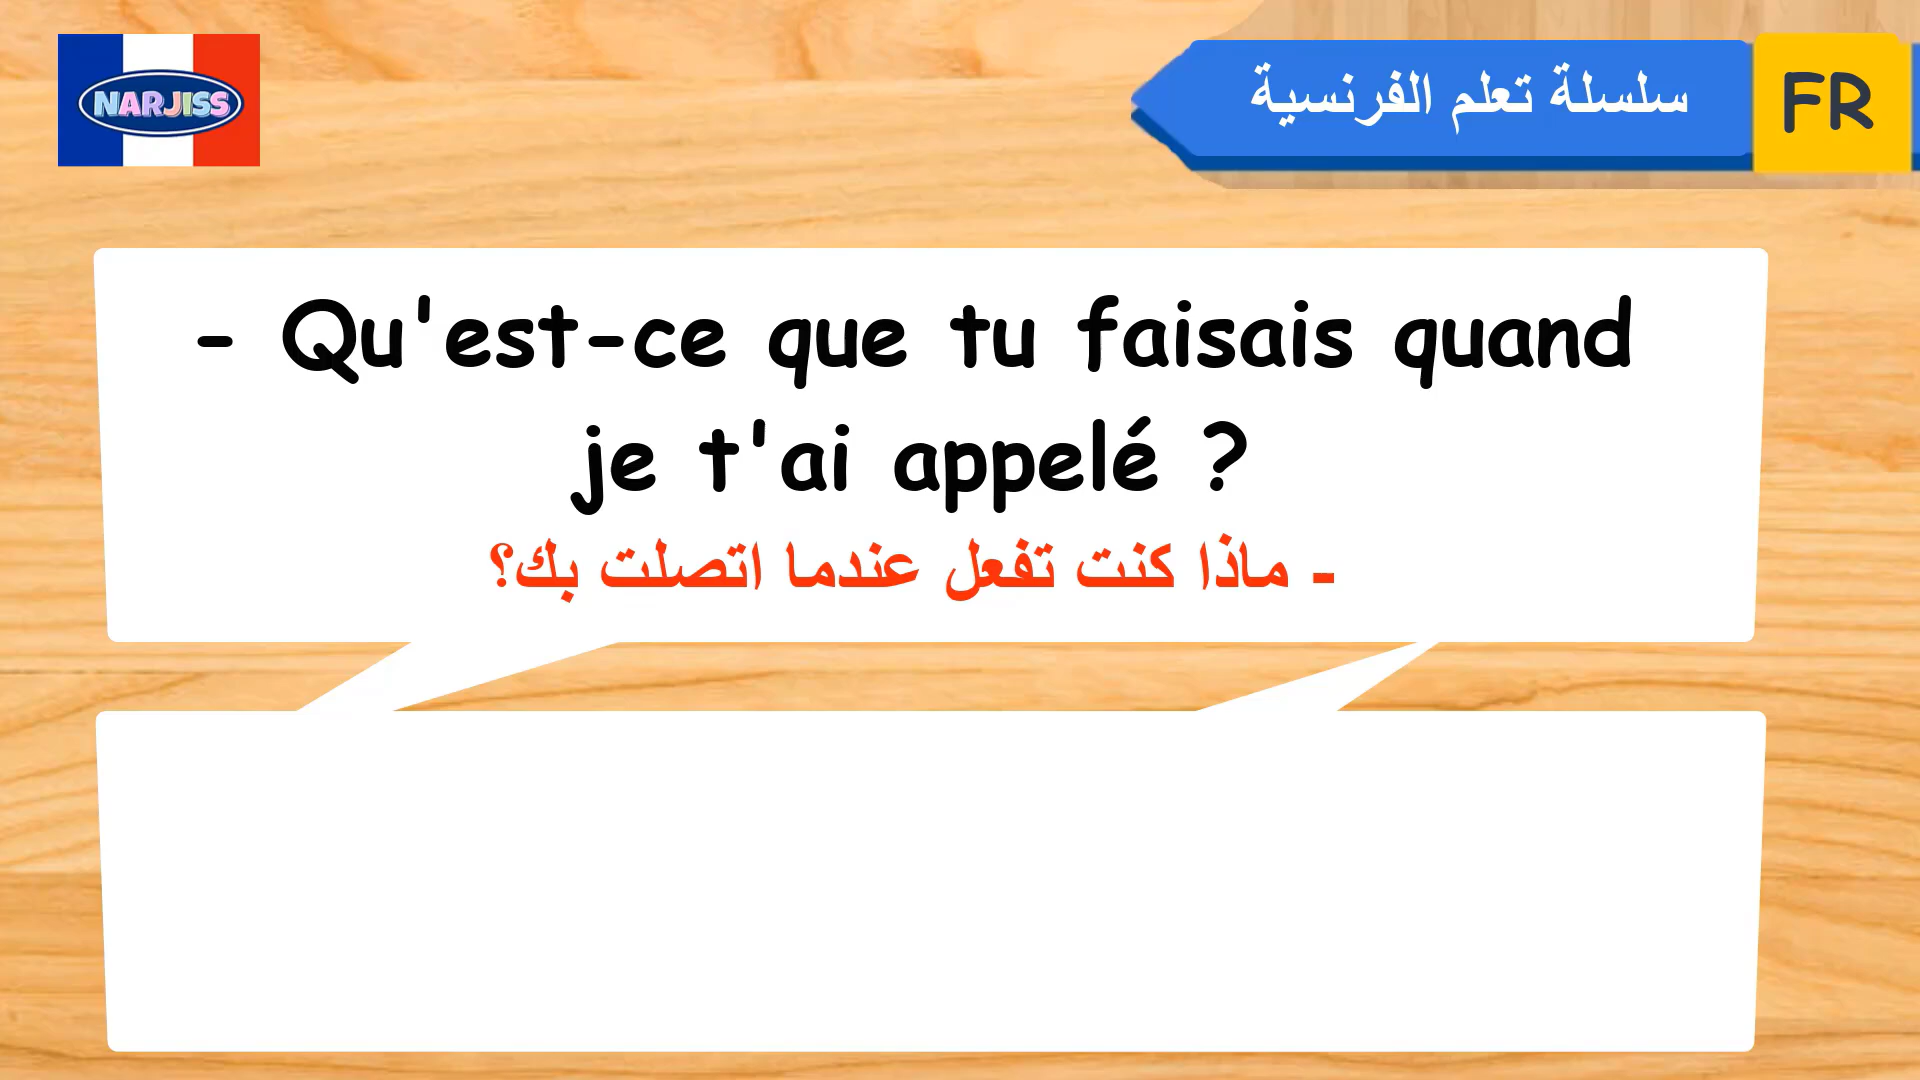 NARJISS
سلسلة تعلم الفرنسية
FR
- Qu'est-ce que tu faisais quand
je t'ai appelé ?
- ماذا كنت تفعل عندما اتصلت بك؟